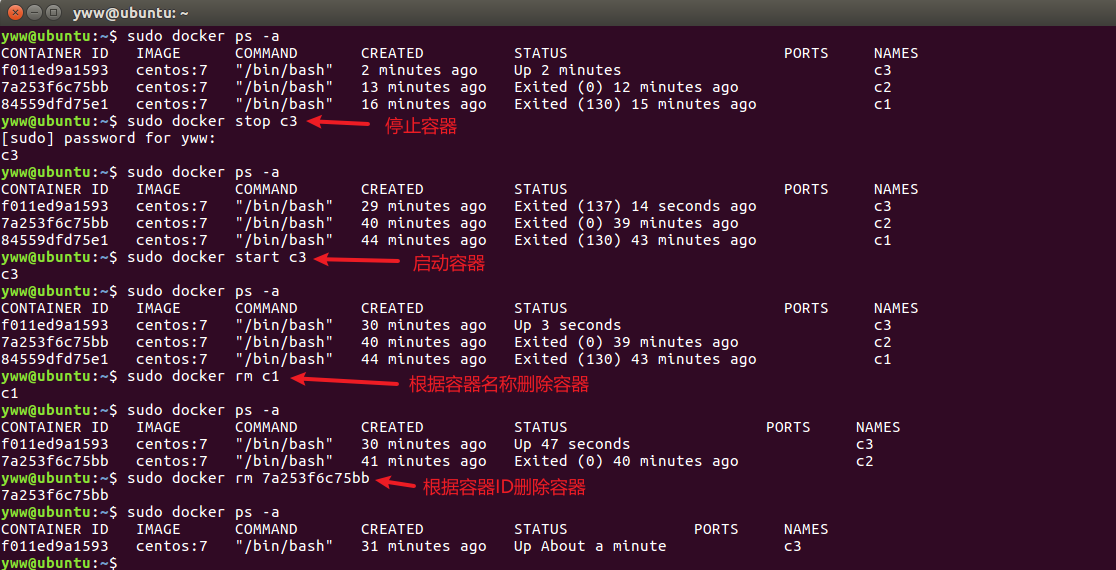 yww@ubuntu: ~
yww@ubuntu:~$ sudo docker ps -a
CONTAINER ID   IMAGE      COMMAND       CREATED          STATUS                        PORTS     NAMES
f011ed9a1593   centos:7   "/bin/bash"   2 minutes ago    Up 2 minutes                            c3
7a253f6c75bb   centos:7   "/bin/bash"   13 minutes ago   Exited (0) 12 minutes ago               c2
84559dfd75e1   centos:7   "/bin/bash"   16 minutes ago   Exited (130) 15 minutes ago             c1
yww@ubuntu:~$ sudo docker stop c3 停止容器
[sudo] password for yww:
c3
yww@ubuntu:~$ sudo docker ps -a
CONTAINER ID   IMAGE      COMMAND       CREATED          STATUS                        PORTS     NAMES
f011ed9a1593   centos:7   "/bin/bash"   29 minutes ago   Exited (137) 14 seconds ago             c3
7a253f6c75bb   centos:7   "/bin/bash"   40 minutes ago   Exited (0) 39 minutes ago               c2
84559dfd75e1   centos:7   "/bin/bash"   44 minutes ago   Exited (130) 43 minutes ago             c1
yww@ubuntu:~$ sudo docker start c3 启动容器
c3
yww@ubuntu:~$ sudo docker ps -a
CONTAINER ID   IMAGE      COMMAND       CREATED          STATUS                        PORTS     NAMES
f011ed9a1593   centos:7   "/bin/bash"   30 minutes ago   Up 3 seconds                            c3
7a253f6c75bb   centos:7   "/bin/bash"   40 minutes ago   Exited (0) 39 minutes ago               c2
84559dfd75e1   centos:7   "/bin/bash"   44 minutes ago   Exited (130) 43 minutes ago             c1
yww@ubuntu:~$ sudo docker rm c1 根据容器名称删除容器
c1
yww@ubuntu:~$ sudo docker ps -a
CONTAINER ID   IMAGE      COMMAND       CREATED          STATUS                      PORTS     NAMES
f011ed9a1593   centos:7   "/bin/bash"   30 minutes ago   Up 47 seconds                         c3
7a253f6c75bb   centos:7   "/bin/bash"   41 minutes ago   Exited (0) 40 minutes ago             c2
yww@ubuntu:~$ sudo docker rm 7a253f6c75bb 根据容器ID删除容器
7a253f6c75bb
yww@ubuntu:~$ sudo docker ps -a
CONTAINER ID   IMAGE      COMMAND       CREATED          STATUS              PORTS     NAMES
f011ed9a1593   centos:7   "/bin/bash"   31 minutes ago   Up About a minute             c3
yww@ubuntu:~$